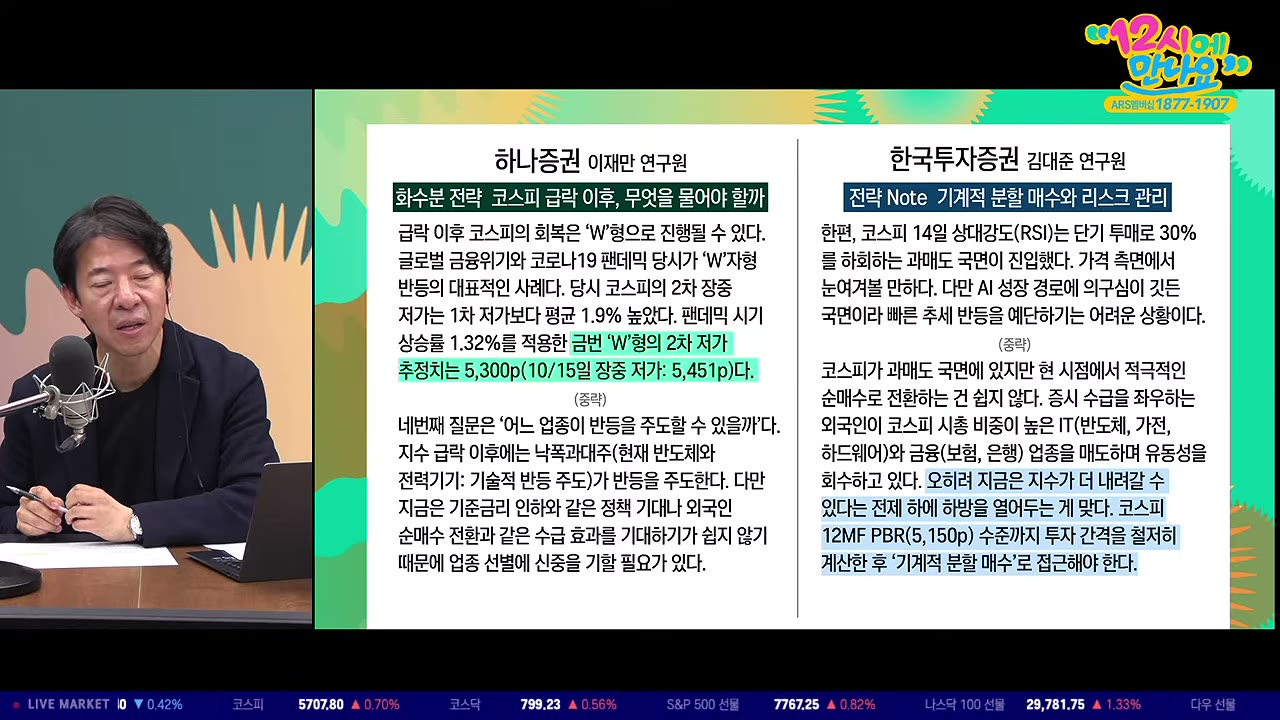 “12시에
만나요”
ARS멤버십 1877-1907
하나증권 이재만 연구원
화수분 전략 코스피 급락 이후, 무엇을 물어야 할까
급락 이후 코스피의 회복은 ‘W’형으로 진행될 수 있다.
글로벌 금융위기와 코로나19 팬데믹 당시가 ‘W’자형
반등의 대표적인 사례다. 당시 코스피의 2차 장중
저가는 1차 저가보다 평균 1.9% 높았다. 팬데믹 시기
상승률 1.32%를 적용한 금번 ‘W’형의 2차 저가
추정치는 5,300p(10/15일 장중 저가: 5,451p)다.
(중략)
네번째 질문은 ‘어느 업종이 반등을 주도할 수 있을까’다.
지수 급락 이후에는 낙폭과대주(현재 반도체와
전력기기: 기술적 반등 주도)가 반등을 주도한다. 다만
지금은 기준금리 인하와 같은 정책 기대나 외국인
순매수 전환과 같은 수급 효과를 기대하기가 쉽지 않기
때문에 업종 선별에 신중을 기할 필요가 있다.
한국투자증권 김대준 연구원
전략 Note 기계적 분할 매수와 리스크 관리
한편, 코스피 14일 상대강도(RSI)는 단기 투매로 30%
를 하회하는 과매도 국면이 진입했다. 가격 측면에서
눈여겨볼 만하다. 다만 AI 성장 경로에 의구심이 깃든
국면이라 빠른 추세 반등을 예단하기는 어려운 상황이다.
(중략)
코스피가 과매도 국면에 있지만 현 시점에서 적극적인
순매수로 전환하는 건 쉽지 않다. 증시 수급을 좌우하는
외국인이 코스피 시총 비중이 높은 IT(반도체, 가전,
하드웨어)와 금융(보험, 은행) 업종을 매도하며 유동성을
회수하고 있다. 오히려 지금은 지수가 더 내려갈 수
있다는 전제 하에 하방을 열어두는 게 맞다. 코스피
12MF PBR(5,150p) 수준까지 투자 간격을 철저히
계산한 후 ‘기계적 분할 매수’로 접근해야 한다.
LIVE MARKET 0 ▼0.42% 코스피 5707.80 ▲0.70% 코스닥 799.23 ▲0.56% S&P 500 선물 7767.25 ▲0.82% 나스닥 100 선물 29,781.75 ▲1.33% 다우 선물